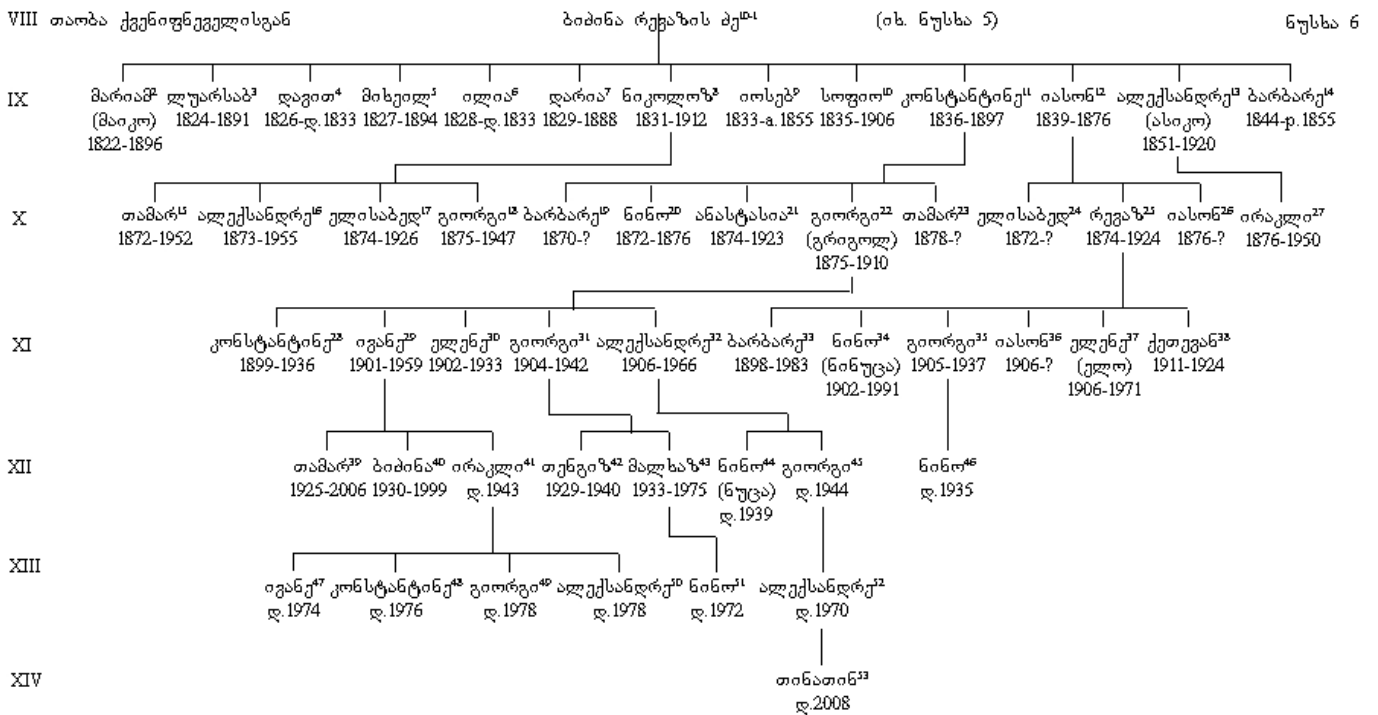 VIII თაობა ქვენიფნეველისგან ბიძინა რევაზის ძე¹⁰⁻¹ (იხ. ნუსხა 5) ნუსხა 6
IX მარიამ² ლუარსაბ³ დავით⁴ მიხეილ⁵ ილია⁶ დარია⁷ ნიკოლოზ⁸ იოსებ⁹ სოფიო¹⁰ კონსტანტინე¹¹ იასონ¹² ალექსანდრე¹³ ბარბარე¹⁴
(მაიკო) 1824-1891 1826-დ.1833 1827-1894 1828-დ.1833 1829-1888 1831-1912 1833-a.1855 1835-1906 1836-1897 1839-1876 (ასიკო) 1844-p.1855
1822-1896 1851-1920
X თამარ¹⁵ ალექსანდრე¹⁶ ელისაბედ¹⁷ გიორგი¹⁸ ბარბარე¹⁹ ნინო²⁰ ანასტასია²¹ გიორგი²² თამარ²³ ელისაბედ²⁴ რევაზ²⁵ იასონ²⁶ ირაკლი²⁷
1872-1952 1873-1955 1874-1926 1875-1947 1870-? 1872-1876 1874-1923 (გრიგოლ) 1878-? 1872-? 1874-1924 1876-? 1876-1950
1875-1910
XI კონსტანტინე²⁸ ივანე²⁹ ელენე³⁰ გიორგი³¹ ალექსანდრე³² ბარბარე³³ ნინო³⁴ გიორგი³⁵ იასონ³⁶ ელენე³⁷ ქეთევან³⁸
1899-1936 1901-1959 1902-1933 1904-1942 1906-1966 1898-1983 (ნინუცა) 1905-1937 1906-? (ელო) 1911-1924
1902-1991 1906-1971
XII თამარ³⁹ ბიძინა⁴⁰ ირაკლი⁴¹ თენგიზ⁴² მალხაზ⁴³ ნინო⁴⁴ გიორგი⁴⁵ ნინო⁴⁶
1925-2006 1930-1999 დ.1943 1929-1940 1933-1975 (ნუცა) დ.1944 დ.1935
დ.1939
XIII ივანე⁴⁷ კონსტანტინე⁴⁸ გიორგი⁴⁹ ალექსანდრე⁵⁰ ნინო⁵¹ ალექსანდრე⁵²
დ.1974 დ.1976 დ.1978 დ.1978 დ.1972 დ.1970
XIV თინათინ⁵³
დ.2008